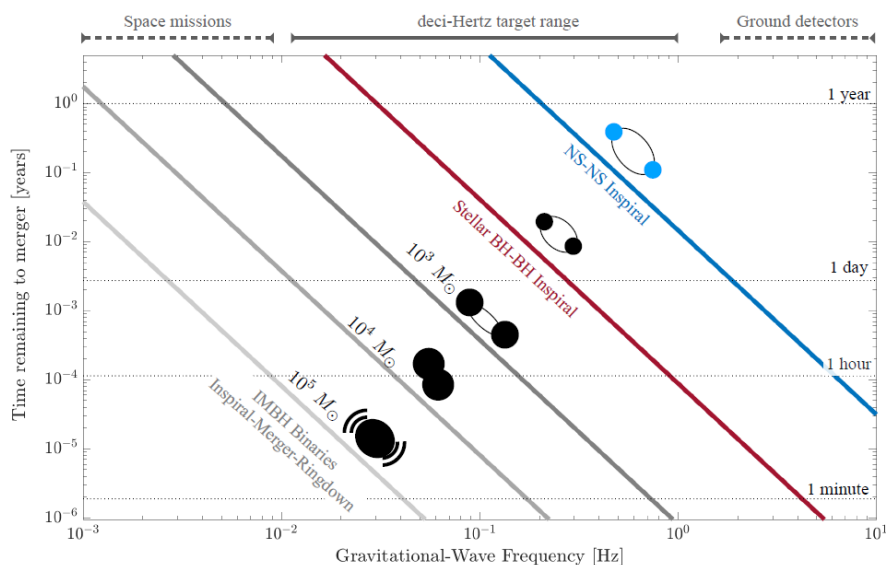 Space missions
deci-Hertz target range
Ground detectors
Time remaining to merger [years]
10⁰
10⁻¹
10⁻²
10⁻³
10⁻⁴
10⁻⁵
10⁻⁶
1 year
1 day
1 hour
1 minute
NS-NS Inspiral
Stellar BH-BH Inspiral
10³ M⊙
10⁴ M⊙
10⁵ M⊙
IMBH Binaries
Inspiral-Merger-Ringdown
10⁻³
10⁻²
10⁻¹
10⁰
10¹
Gravitational-Wave Frequency [Hz]